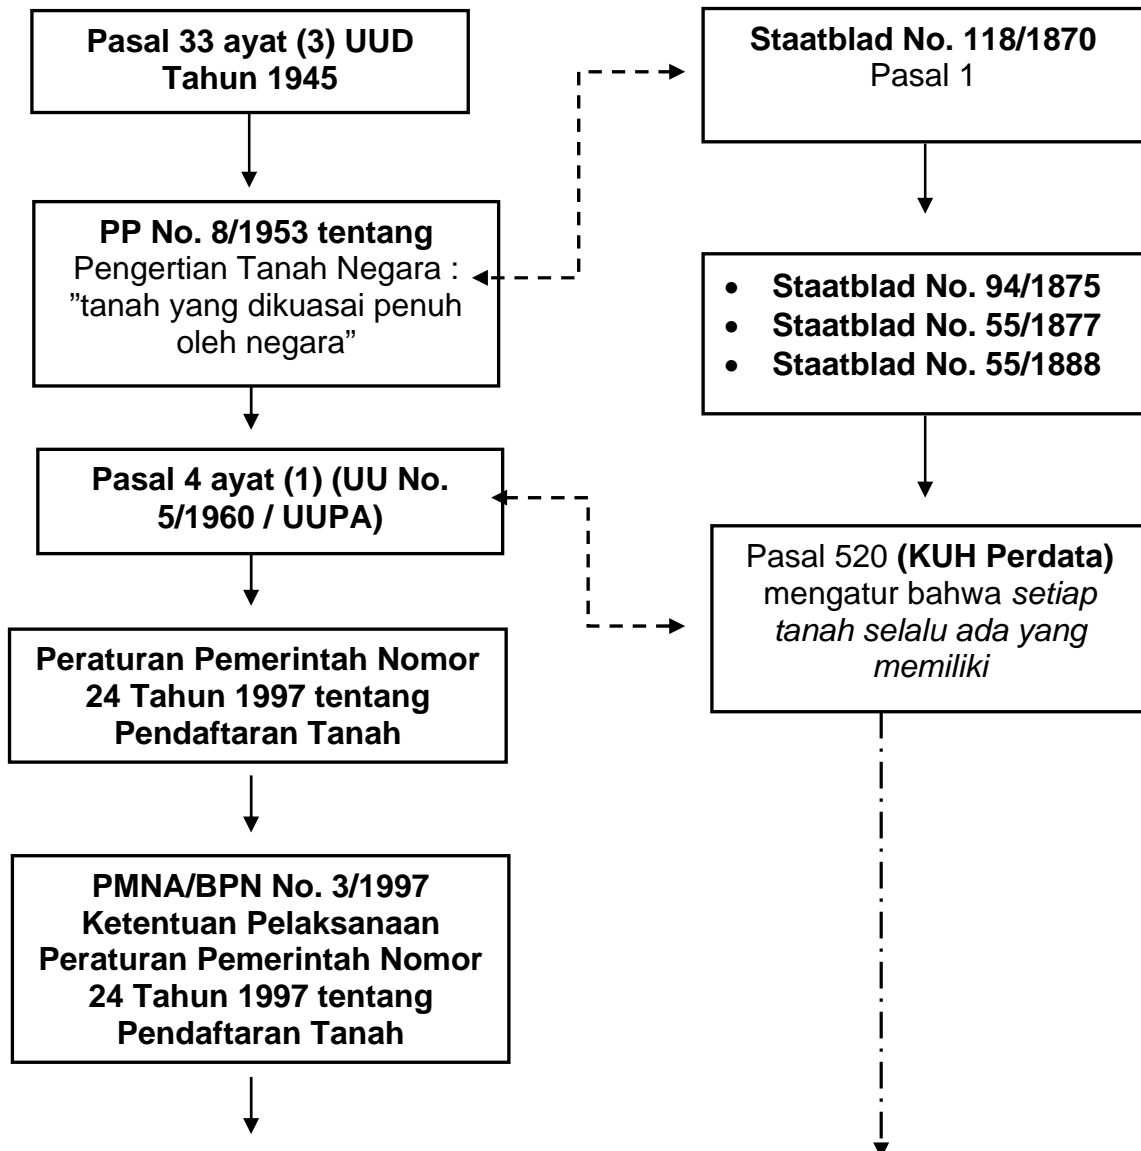 Pasal 33 ayat (3) UUD
Tahun 1945
PP No. 8/1953 tentang
Pengertian Tanah Negara :
”tanah yang dikuasai penuh
oleh negara”
Pasal 4 ayat (1) (UU No.
5/1960 / UUPA)
Peraturan Pemerintah Nomor
24 Tahun 1997 tentang
Pendaftaran Tanah
PMNA/BPN No. 3/1997
Ketentuan Pelaksanaan
Peraturan Pemerintah Nomor
24 Tahun 1997 tentang
Pendaftaran Tanah
Staatblad No. 118/1870
Pasal 1
• Staatblad No. 94/1875
• Staatblad No. 55/1877
• Staatblad No. 55/1888
Pasal 520 (KUH Perdata)
mengatur bahwa setiap
tanah selalu ada yang
memiliki